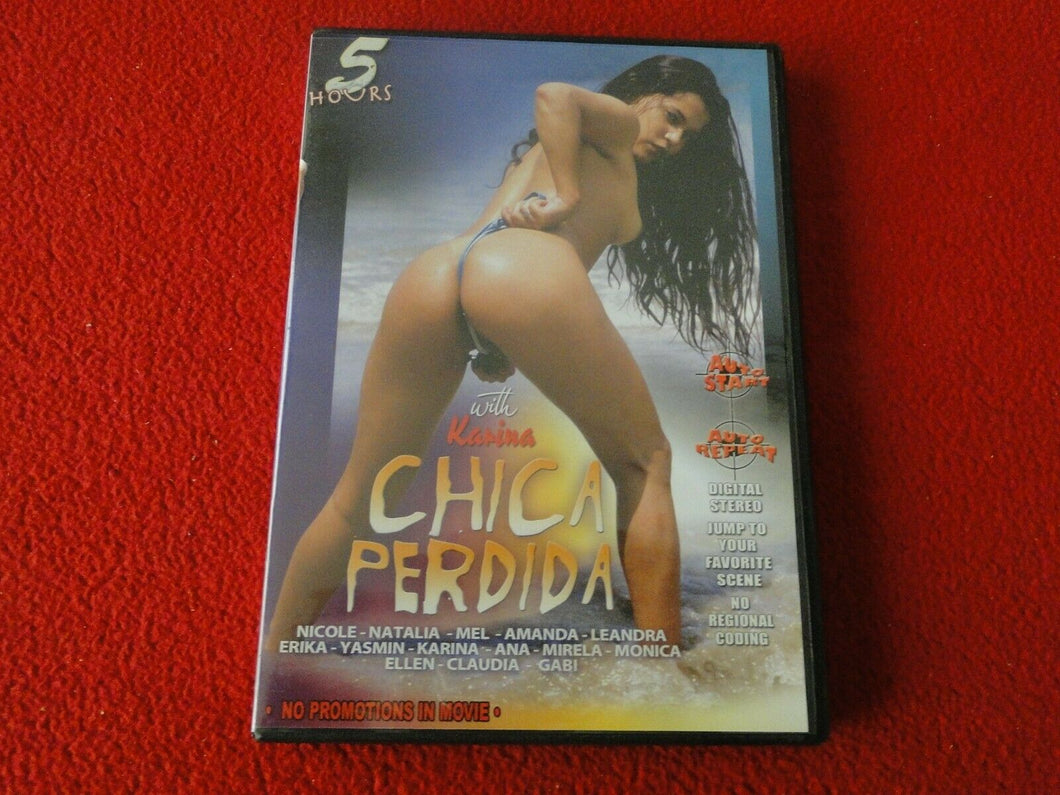 5
HOURS
with
Karina
CHICA
PERDIDA
NICOLE - NATALIA - MEL - AMANDA - LEANDRA
ERIKA - YASMIN - KARINA - ANA - MIRELA - MONICA
ELLEN - CLAUDIA - GABI
• NO PROMOTIONS IN MOVIE •
AUTO
START
AUTO
REPEAT
DIGITAL
STEREO
JUMP TO
YOUR
FAVORITE
SCENE
NO
REGIONAL
CODING